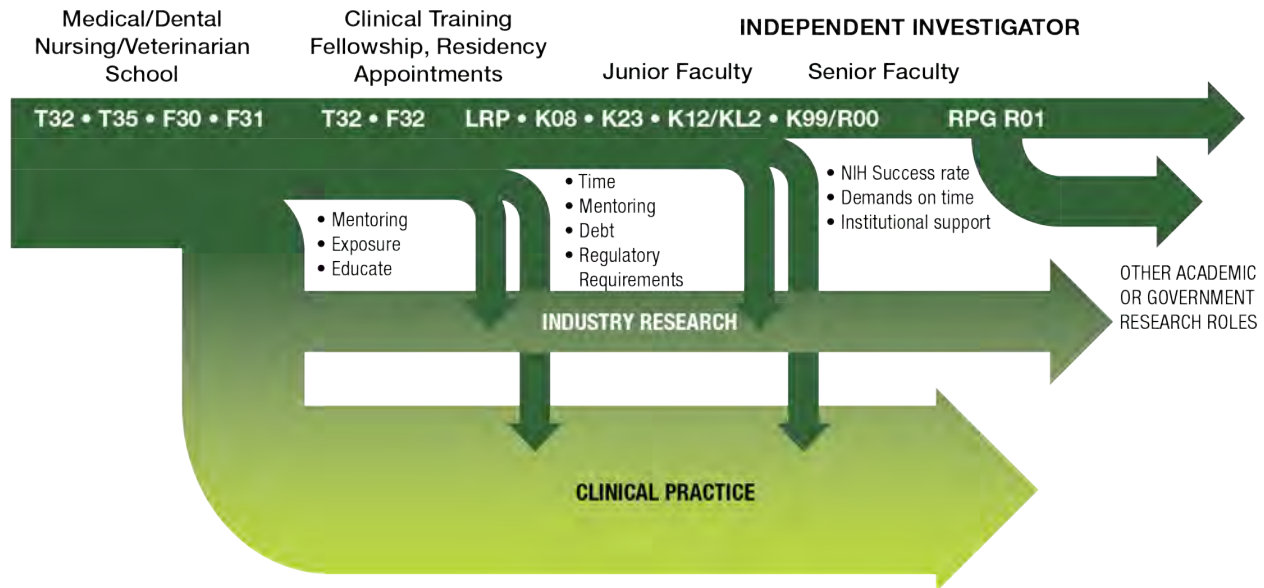 Medical/Dental
Nursing/Veterinarian
School
Clinical Training
Fellowship, Residency
Appointments
INDEPENDENT INVESTIGATOR
Junior Faculty
Senior Faculty
T32 • T35 • F30 • F31
T32 • F32
LRP • K08 • K23 • K12/KL2 • K99/R00
RPG R01
• Mentoring
• Exposure
• Educate
• Time
• Mentoring
• Debt
• Regulatory
Requirements
• NIH Success rate
• Demands on time
• Institutional support
OTHER ACADEMIC
OR GOVERNMENT
RESEARCH ROLES
INDUSTRY RESEARCH
CLINICAL PRACTICE